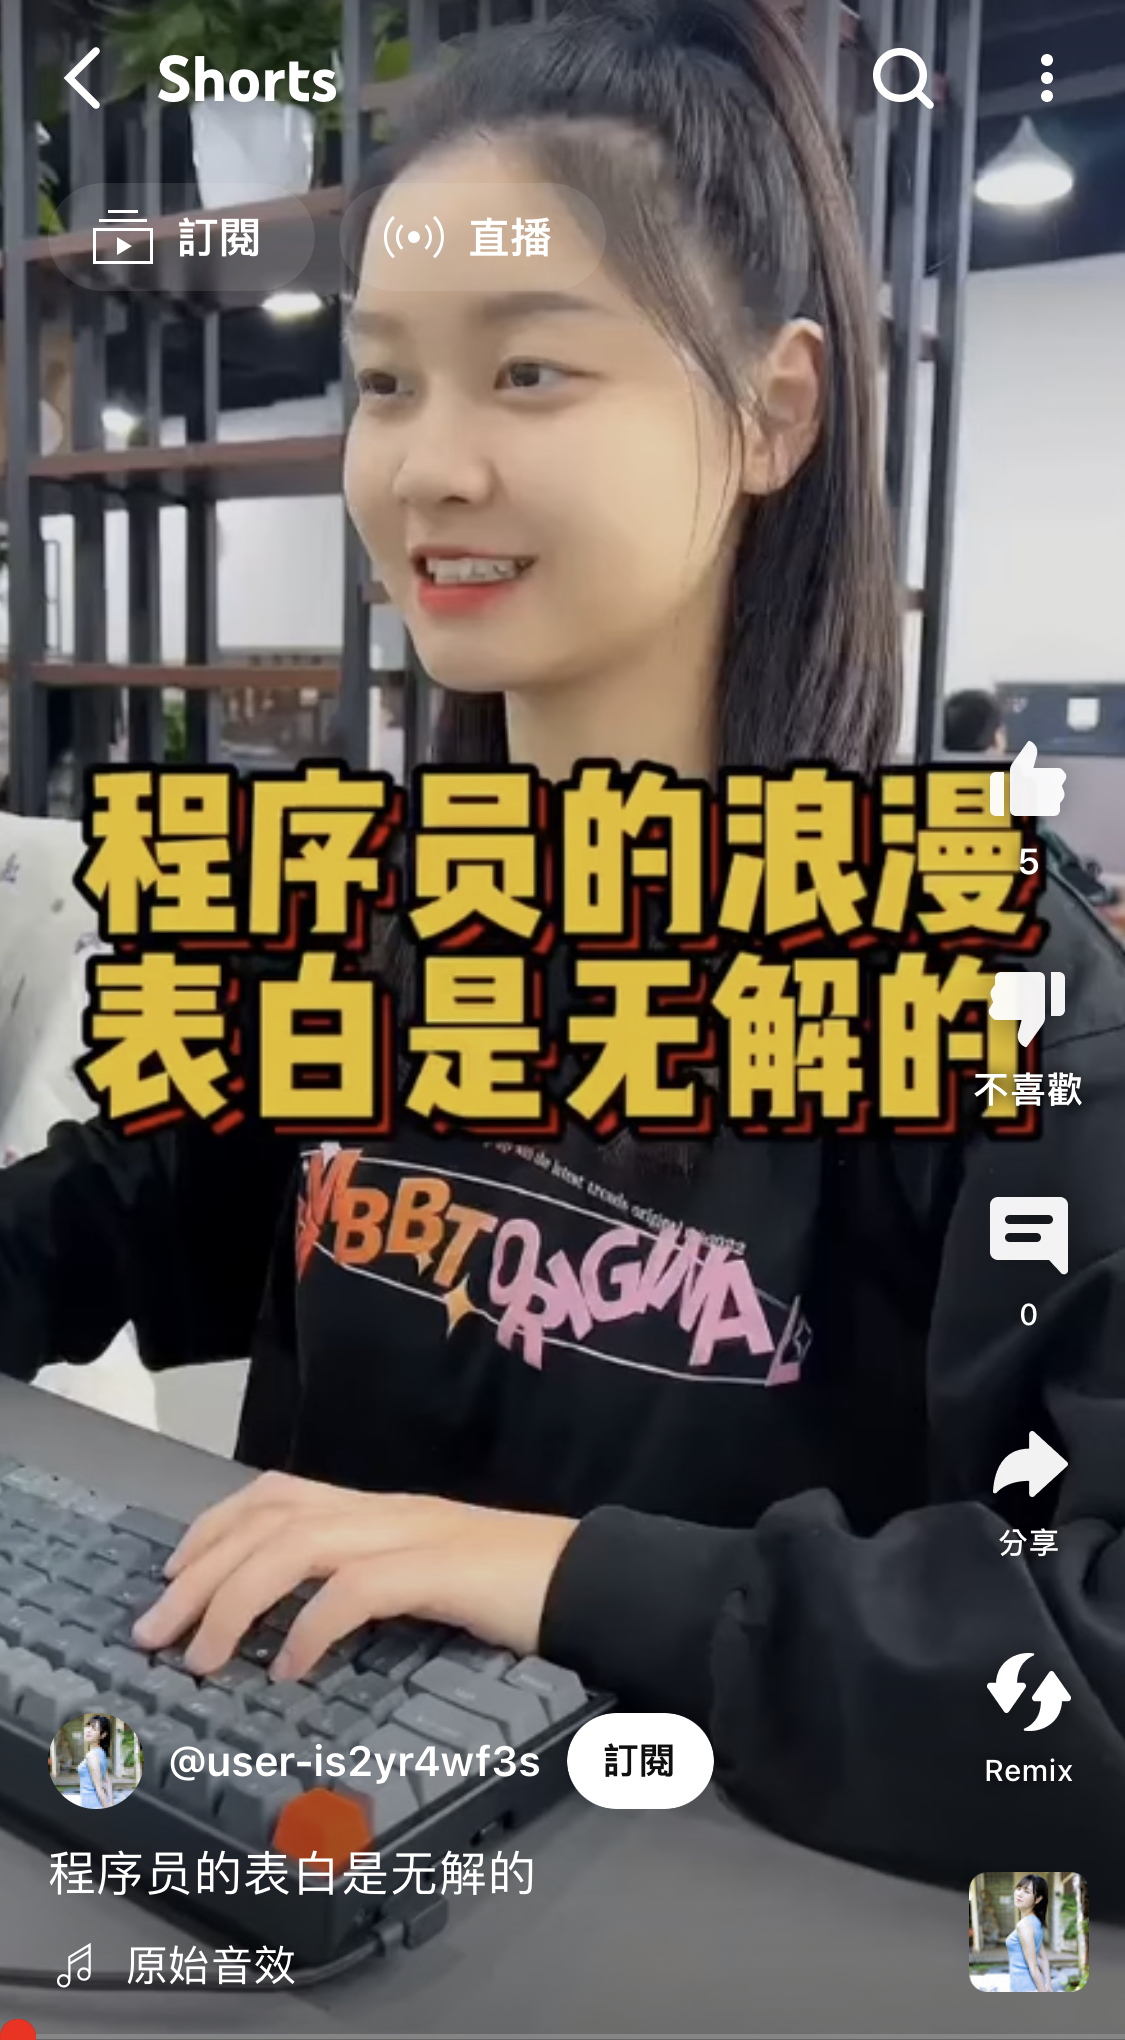 Shorts
訂閱
直播
程序员的浪漫
表白是无解的
5
不喜歡
0
分享
Remix
MBBT ORIGINAL
@user-is2yr4wf3s
訂閱
程序员的表白是无解的
原始音效